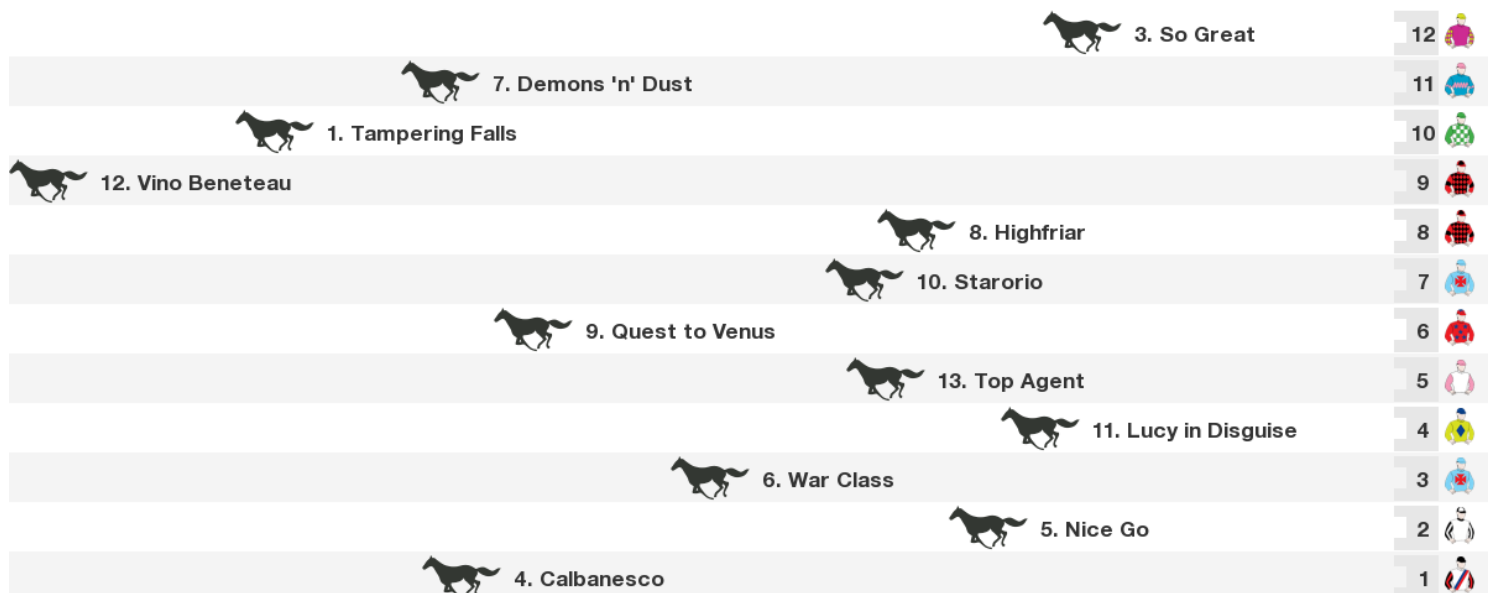 3. So Great 12
7. Demons 'n' Dust 11
1. Tampering Falls 10
12. Vino Beneteau 9
8. Highfriar 8
10. Starorio 7
9. Quest to Venus 6
13. Top Agent 5
11. Lucy in Disguise 4
6. War Class 3
5. Nice Go 2
4. Calbanesco 1